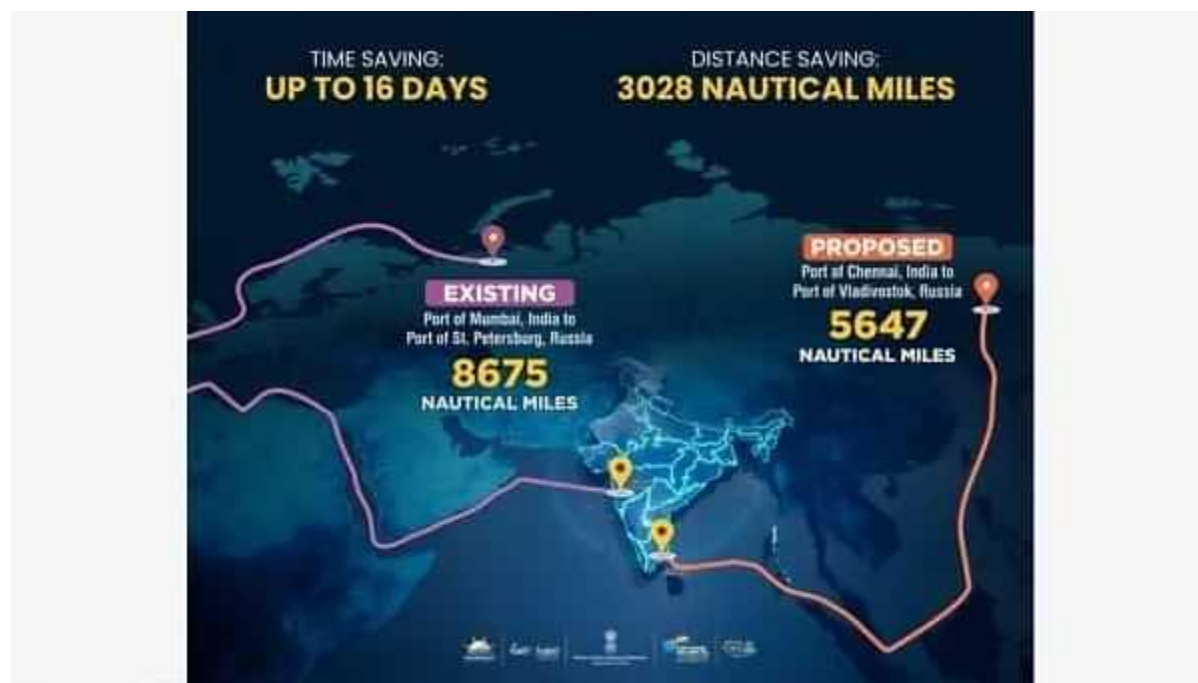 TIME SAVING:
UP TO 16 DAYS
DISTANCE SAVING:
3028 NAUTICAL MILES
EXISTING
Port of Mumbai, India to
Port of St. Petersburg, Russia
8675
NAUTICAL MILES
PROPOSED
Port of Chennai, India to
Port of Vladivostok, Russia
5647
NAUTICAL MILES